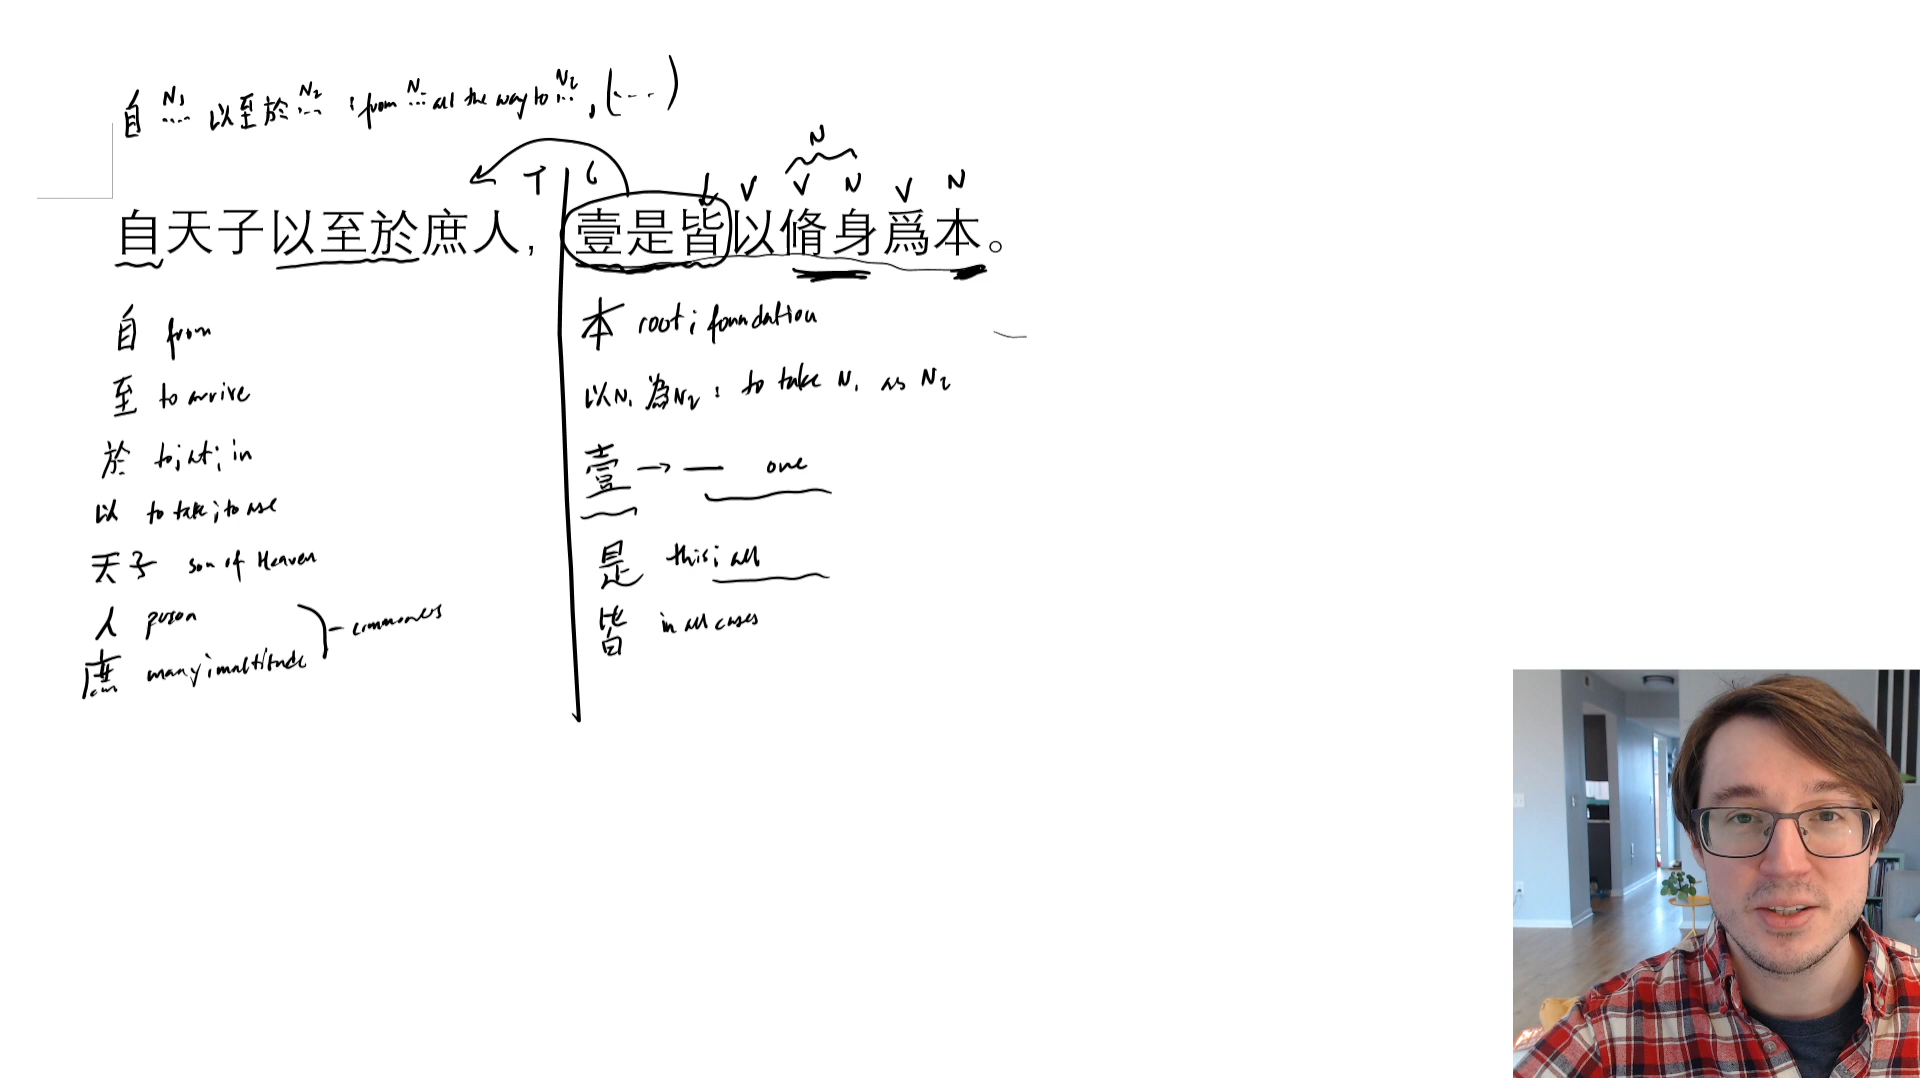 自 N1 ... 以至於 N2 ... : from N ... all the way to N2 ..., (...)
T C V N V N V N
自天子以至於庶人,壹是皆以脩身爲本。
自 from
至 to arrive
於 to; at; in
以 to take; to use
天子 son of Heaven
人 person
庶 many; multitude
commoners
本 root; foundation
以N1為N2: to take N1 as N2
壹 → 一 one
是 this; all
皆 in all cases